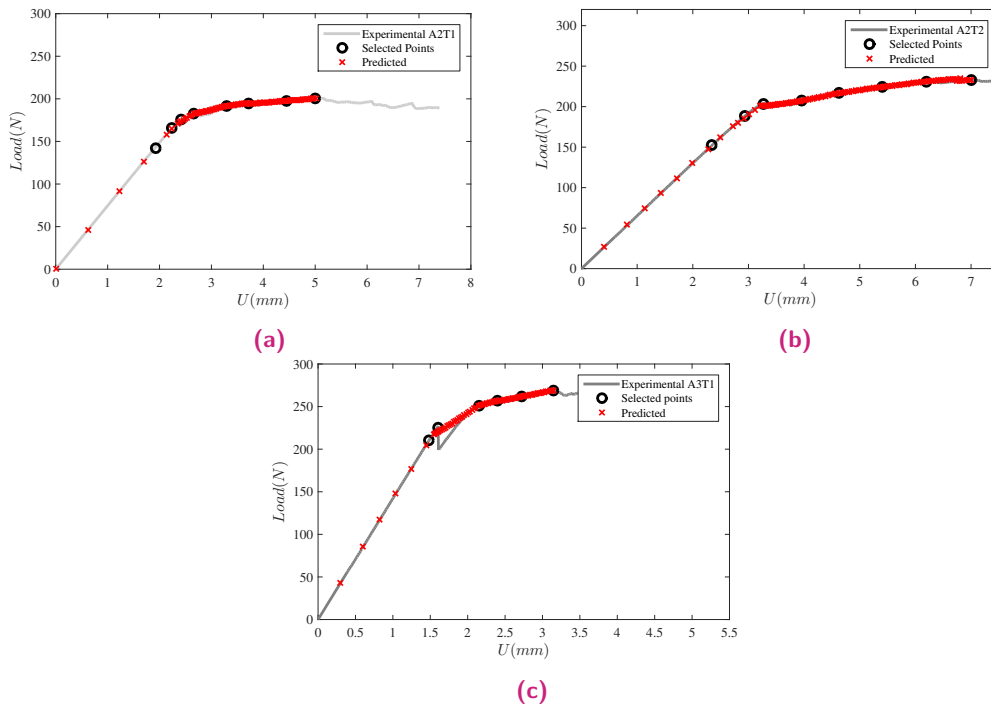 300
250
200
150
100
50
0
Load(N)
Experimental A2T1
Selected Points
Predicted
0 1 2 3 4 5 6 7 8
U(mm)
(a)
300
250
200
150
100
50
0
Load(N)
Experimental A2T2
Selected Points
Predicted
0 1 2 3 4 5 6 7
U(mm)
(b)
300
250
200
150
100
50
0
Load(N)
Experimental A3T1
Selected points
Predicted
0 0.5 1 1.5 2 2.5 3 3.5 4 4.5 5 5.5
U(mm)
(c)